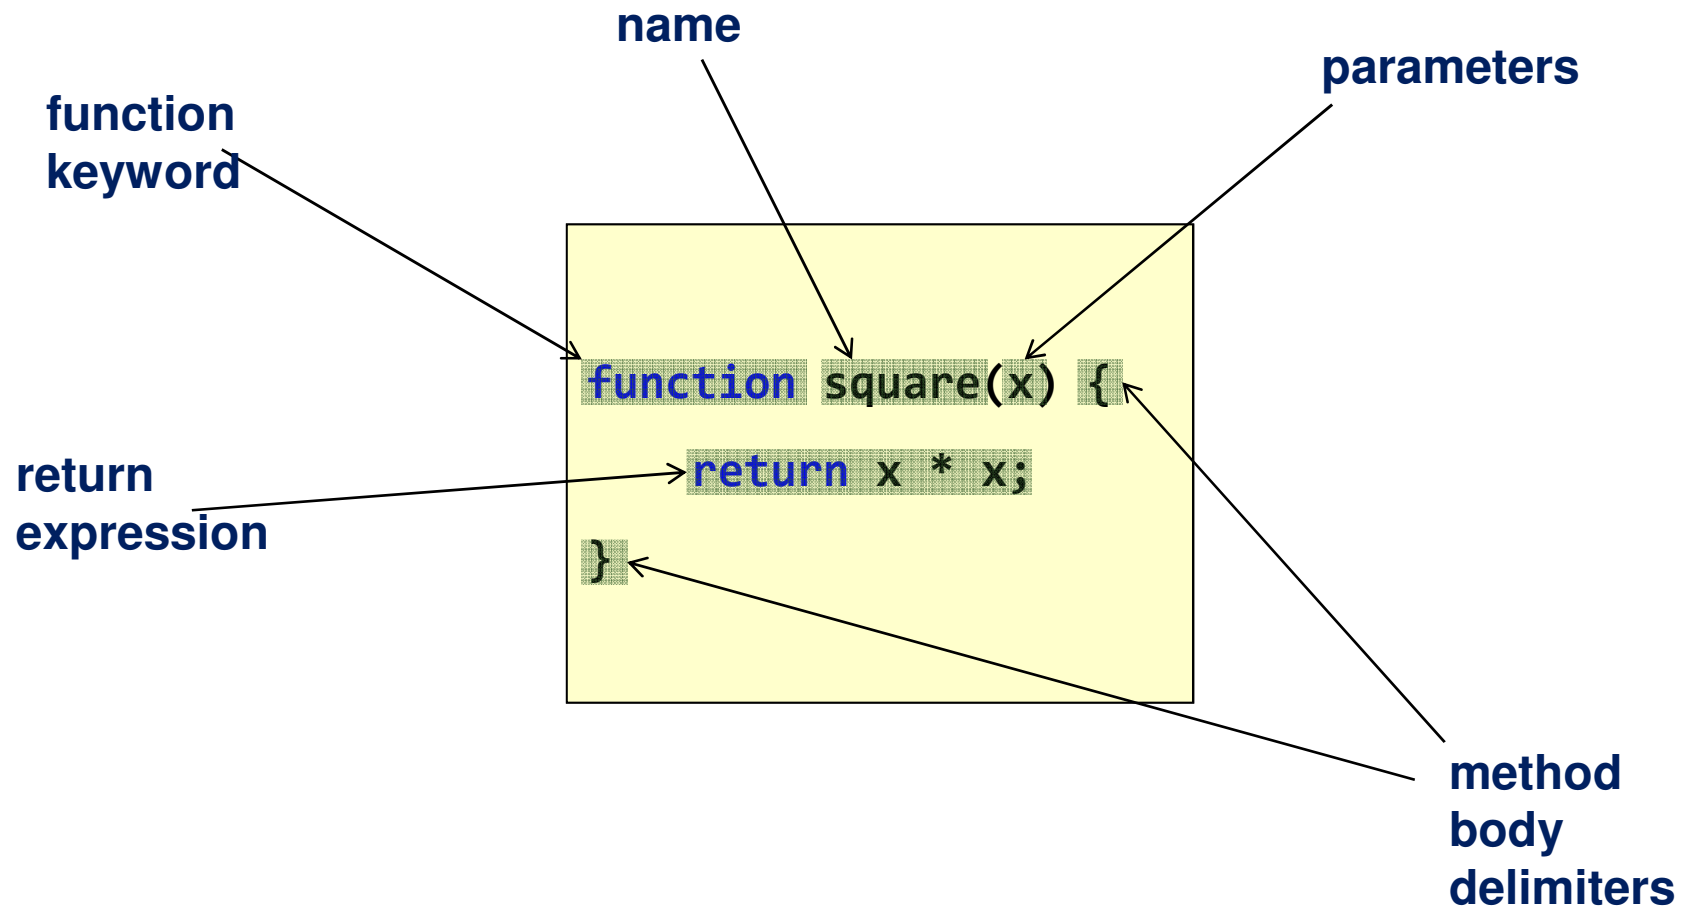 name
parameters
function
keyword
function square(x) {
return x * x;
}
return
expression
method
body
delimiters